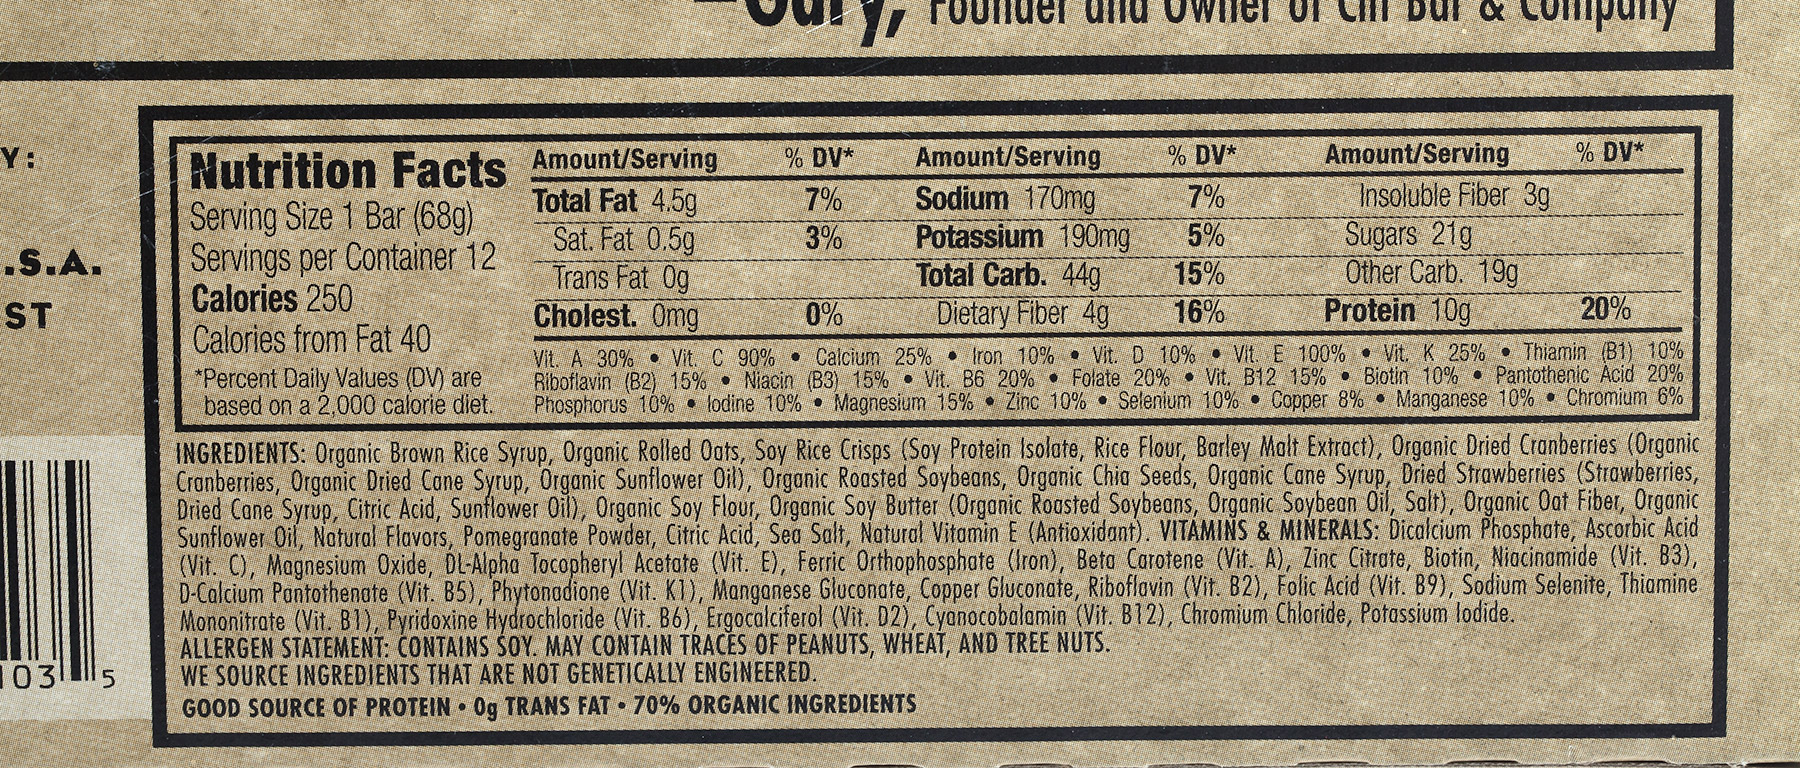 Gary, Founder and Owner of Clif Bar & Company
Y:
.S.A.
ST
103 5
Nutrition Facts
Serving Size 1 Bar (68g)
Servings per Container 12
Calories 250
Calories from Fat 40
*Percent Daily Values (DV) are
based on a 2,000 calorie diet.
Amount/Serving % DV* Amount/Serving % DV* Amount/Serving % DV*
Total Fat 4.5g 7% Sodium 170mg 7% Insoluble Fiber 3g
Sat. Fat 0.5g 3% Potassium 190mg 5% Sugars 21g
Trans Fat 0g Total Carb. 44g 15% Other Carb. 19g
Cholest. 0mg 0% Dietary Fiber 4g 16% Protein 10g 20%
Vit. A 30% • Vit. C 90% • Calcium 25% • Iron 10% • Vit. D 10% • Vit. E 100% • Vit. K 25% • Thiamin (B1) 10%
Riboflavin (B2) 15% • Niacin (B3) 15% • Vit. B6 20% • Folate 20% • Vit. B12 15% • Biotin 10% • Pantothenic Acid 20%
Phosphorus 10% • Iodine 10% • Magnesium 15% • Zinc 10% • Selenium 10% • Copper 8% • Manganese 10% • Chromium 6%
INGREDIENTS: Organic Brown Rice Syrup, Organic Rolled Oats, Soy Rice Crisps (Soy Protein Isolate, Rice Flour, Barley Malt Extract), Organic Dried Cranberries (Organic
Cranberries, Organic Dried Cane Syrup, Organic Sunflower Oil), Organic Roasted Soybeans, Organic Chia Seeds, Organic Cane Syrup, Dried Strawberries (Strawberries,
Dried Cane Syrup, Citric Acid, Sunflower Oil), Organic Soy Flour, Organic Soy Butter (Organic Roasted Soybeans, Organic Soybean Oil, Salt), Organic Oat Fiber, Organic
Sunflower Oil, Natural Flavors, Pomegranate Powder, Citric Acid, Sea Salt, Natural Vitamin E (Antioxidant). VITAMINS & MINERALS: Dicalcium Phosphate, Ascorbic Acid
(Vit. C), Magnesium Oxide, DL-Alpha Tocopheryl Acetate (Vit. E), Ferric Orthophosphate (Iron), Beta Carotene (Vit. A), Zinc Citrate, Biotin, Niacinamide (Vit. B3),
D-Calcium Pantothenate (Vit. B5), Phytonadione (Vit. K1), Manganese Gluconate, Copper Gluconate, Riboflavin (Vit. B2), Folic Acid (Vit. B9), Sodium Selenite, Thiamine
Mononitrate (Vit. B1), Pyridoxine Hydrochloride (Vit. B6), Ergocalciferol (Vit. D2), Cyanocobalamin (Vit. B12), Chromium Chloride, Potassium Iodide.
ALLERGEN STATEMENT: CONTAINS SOY. MAY CONTAIN TRACES OF PEANUTS, WHEAT, AND TREE NUTS.
WE SOURCE INGREDIENTS THAT ARE NOT GENETICALLY ENGINEERED.
GOOD SOURCE OF PROTEIN • 0g TRANS FAT • 70% ORGANIC INGREDIENTS